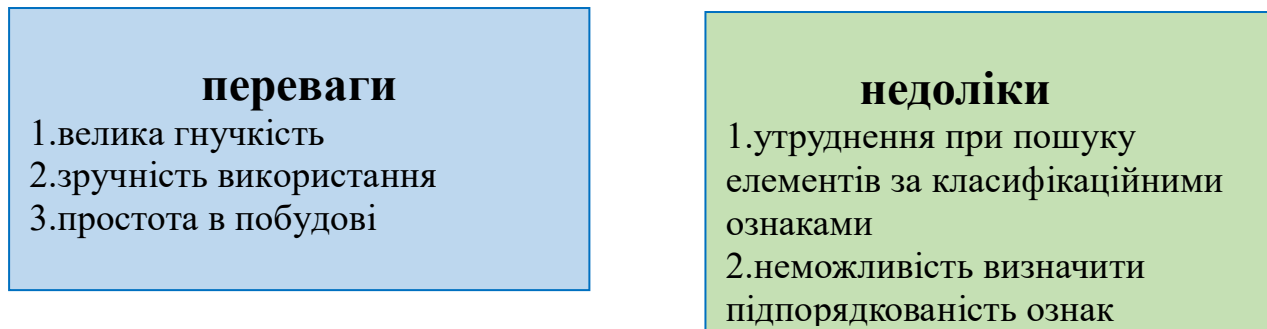 переваги
1.велика гнучкість
2.зручність використання
3.простота в побудові
недоліки
1.утруднення при пошуку
елементів за класифікаційними
ознаками
2.неможливість визначити
підпорядкованість ознак